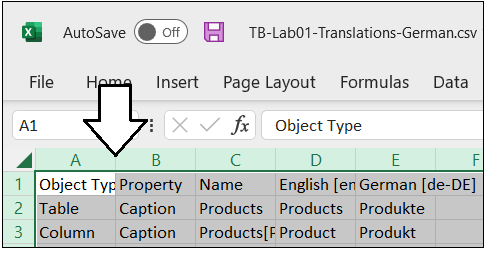 AutoSave Off TB-Lab01-Translations-German.csv
File Home Insert Page Layout Formulas Data
A1 fx Object Type
A B C D E F
1 Object Typ Property Name English [en German [de-DE]
2 Table Caption Products Products Produkte
3 Column Caption Products[P Product Produkt